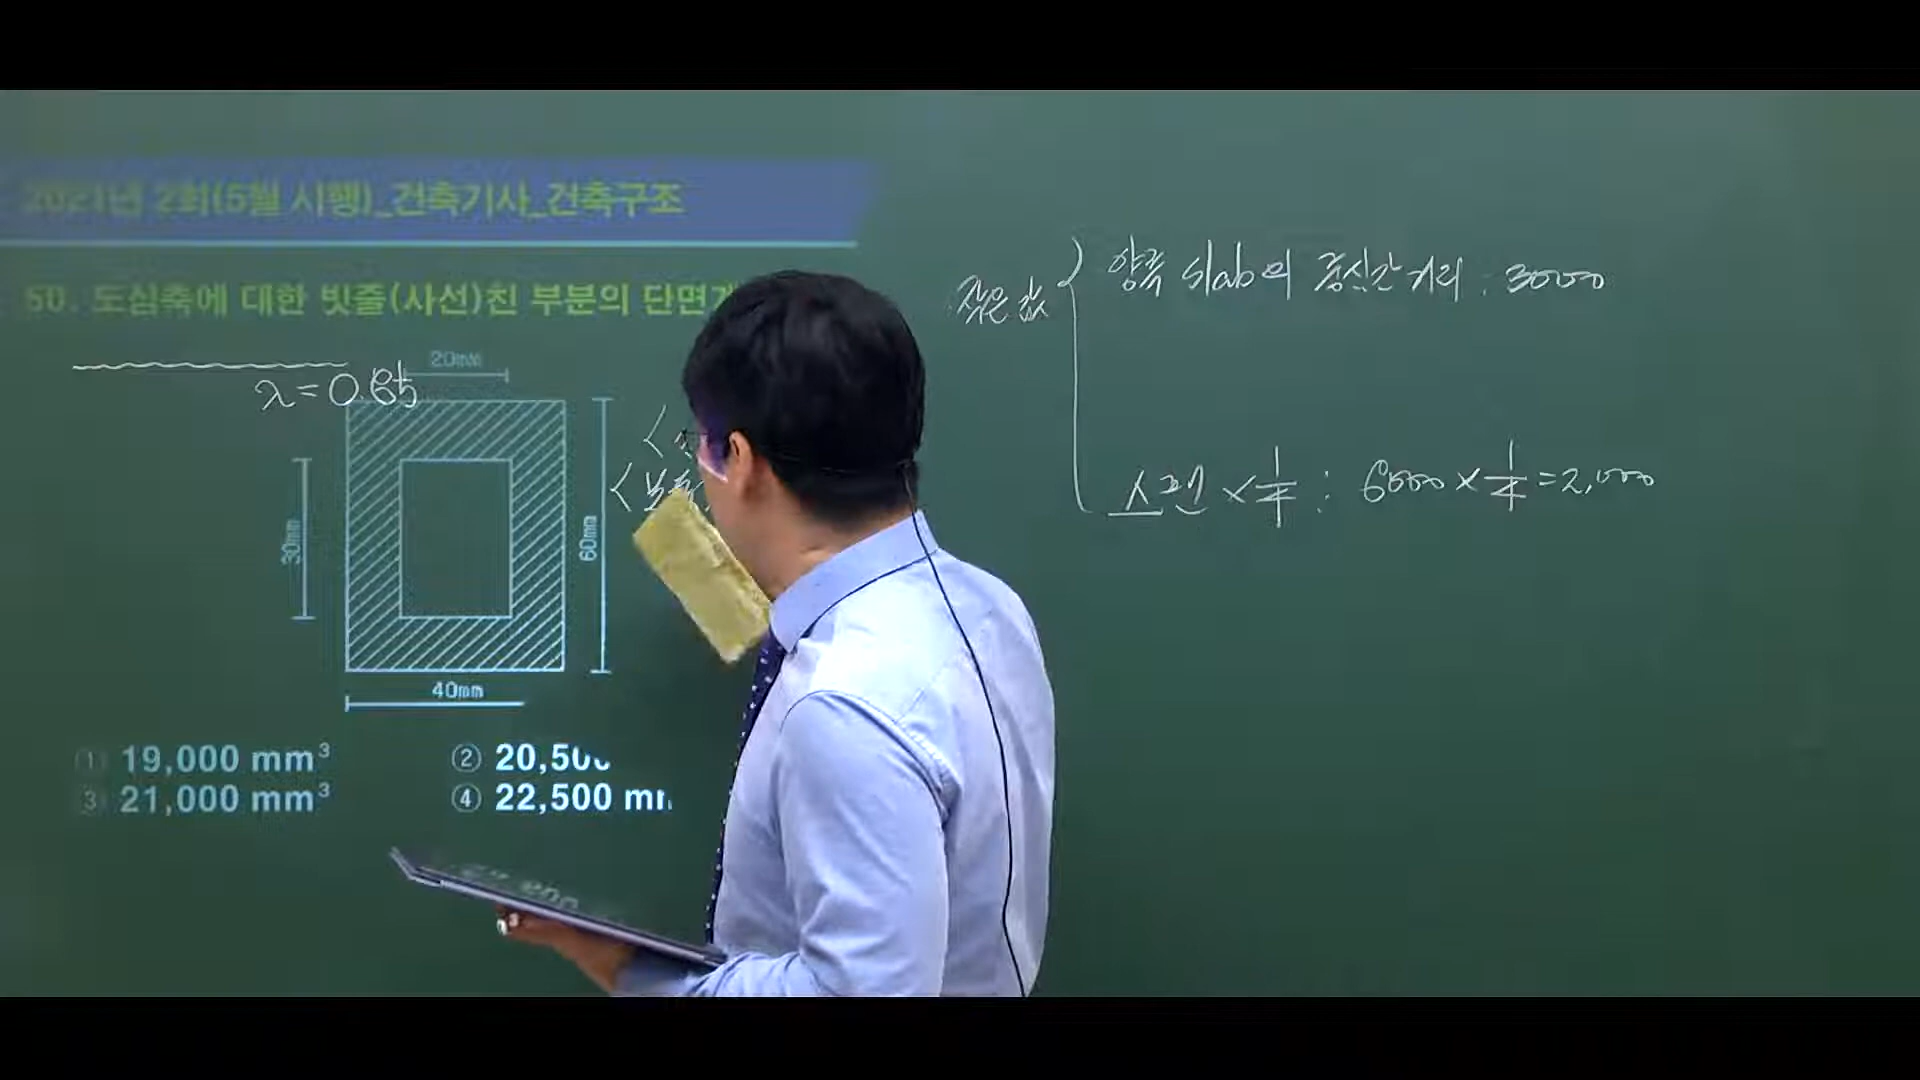 2021년 2회(5월 시행)_건축기사_건축구조
50. 도심축에 대한 빗줄(사선)친 부분의 단면계
λ=0.85
20mm
30mm
60mm
40mm
① 19,000 mm³
② 20,50
③ 21,000 mm³
④ 22,500 m
작은 값
양쪽 slab의 중심간 거리 : 3000
스팬 × 1/4 : 6000 × 1/4 = 2,000